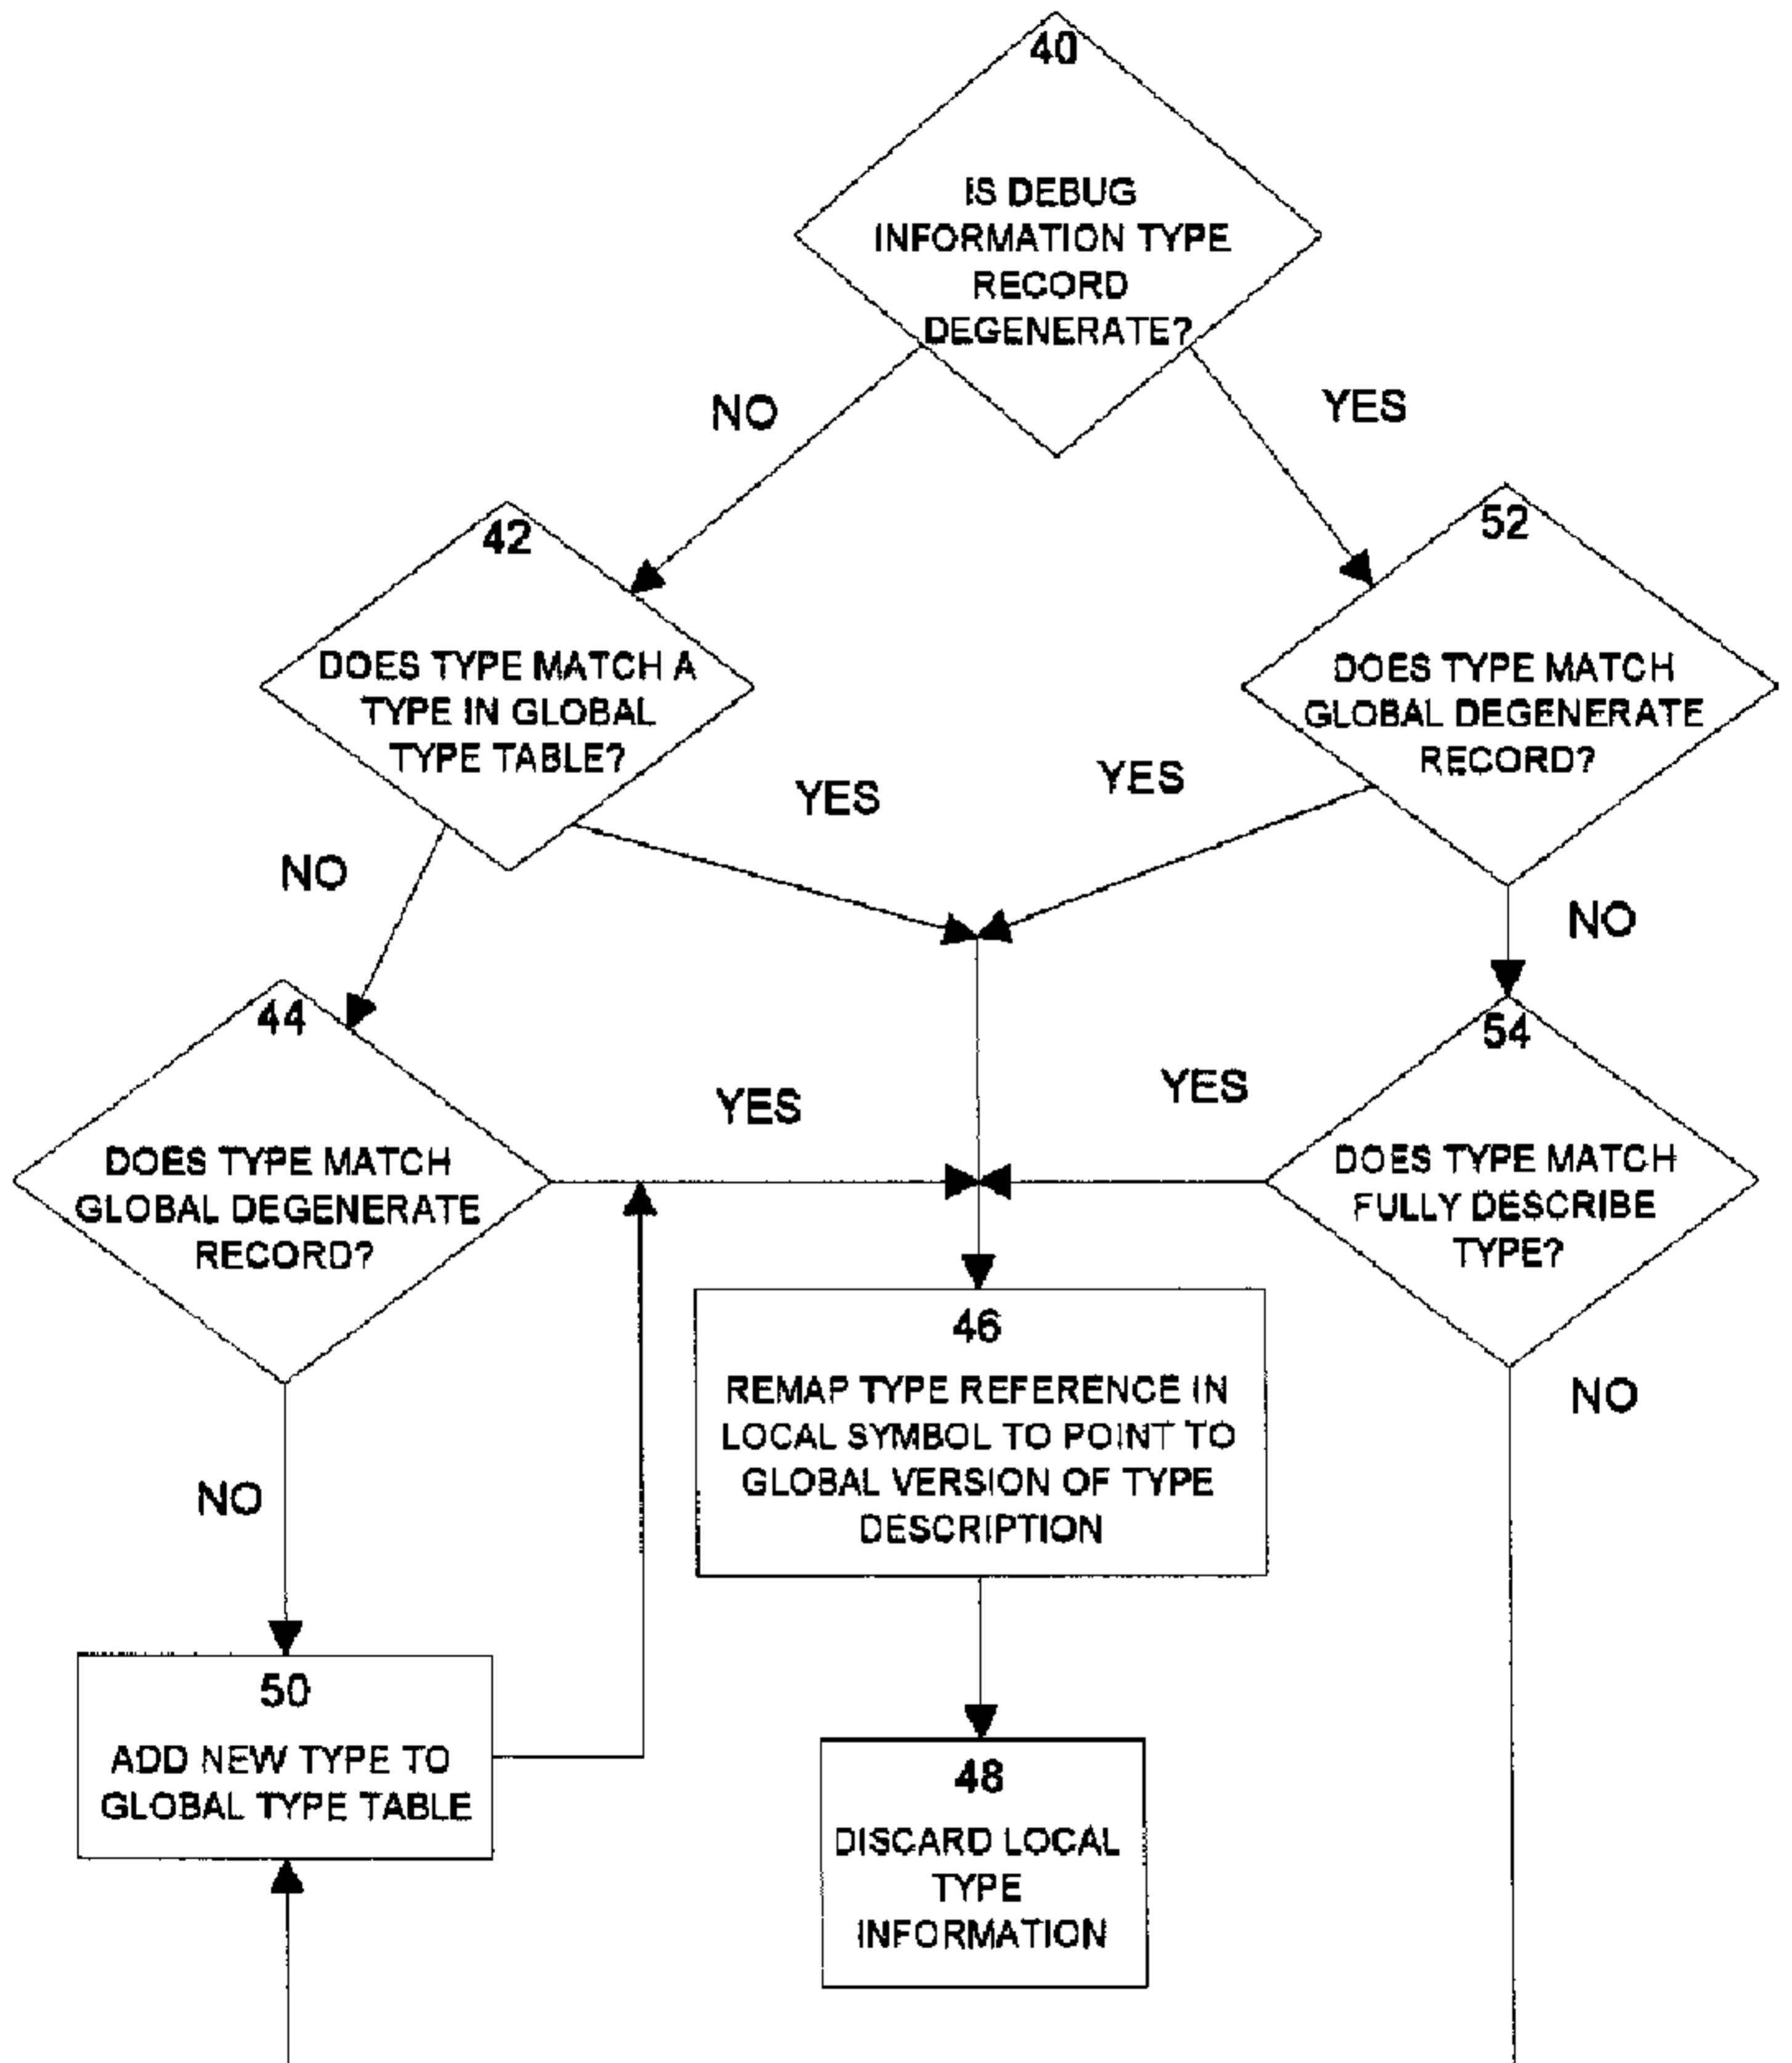 40
IS DEBUG
INFORMATION TYPE
RECORD
DEGENERATE?
NO
YES
42
DOES TYPE MATCH A
TYPE IN GLOBAL
TYPE TABLE?
52
DOES TYPE MATCH
GLOBAL DEGENERATE
RECORD?
YES
YES
NO
NO
44
DOES TYPE MATCH
GLOBAL DEGENERATE
RECORD?
YES
YES
54
DOES TYPE MATCH
FULLY DESCRIBE
TYPE?
46
REMAP TYPE REFERENCE IN
LOCAL SYMBOL TO POINT TO
GLOBAL VERSION OF TYPE
DESCRIPTION
NO
NO
50
ADD NEW TYPE TO
GLOBAL TYPE TABLE
48
DISCARD LOCAL
TYPE
INFORMATION